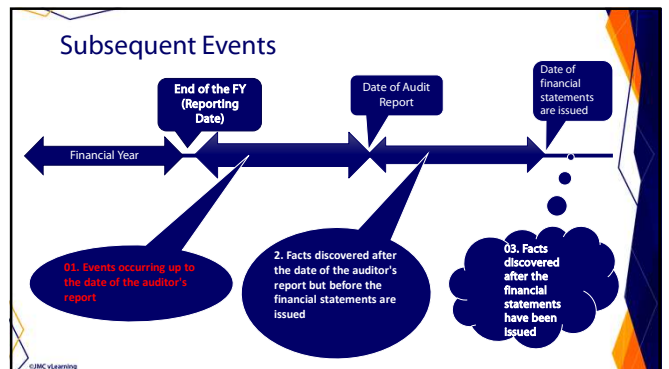 Subsequent Events
End of the FY
(Reporting
Date)
Date of Audit
Report
Date of
financial
statements
are issued
Financial Year
01. Events occurring up to
the date of the auditor's
report
2. Facts discovered after
the date of the auditor's
report but before the
financial statements are
issued
03. Facts
discovered
after the
financial
statements
have been
issued
©JMC vLearning